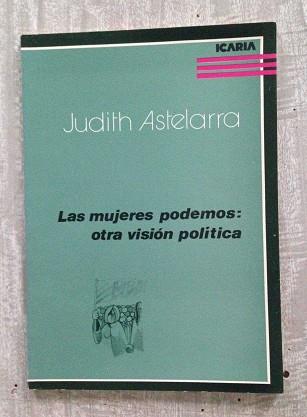 ICARIA
Judith Astelarra
Las mujeres podemos:
otra visión política